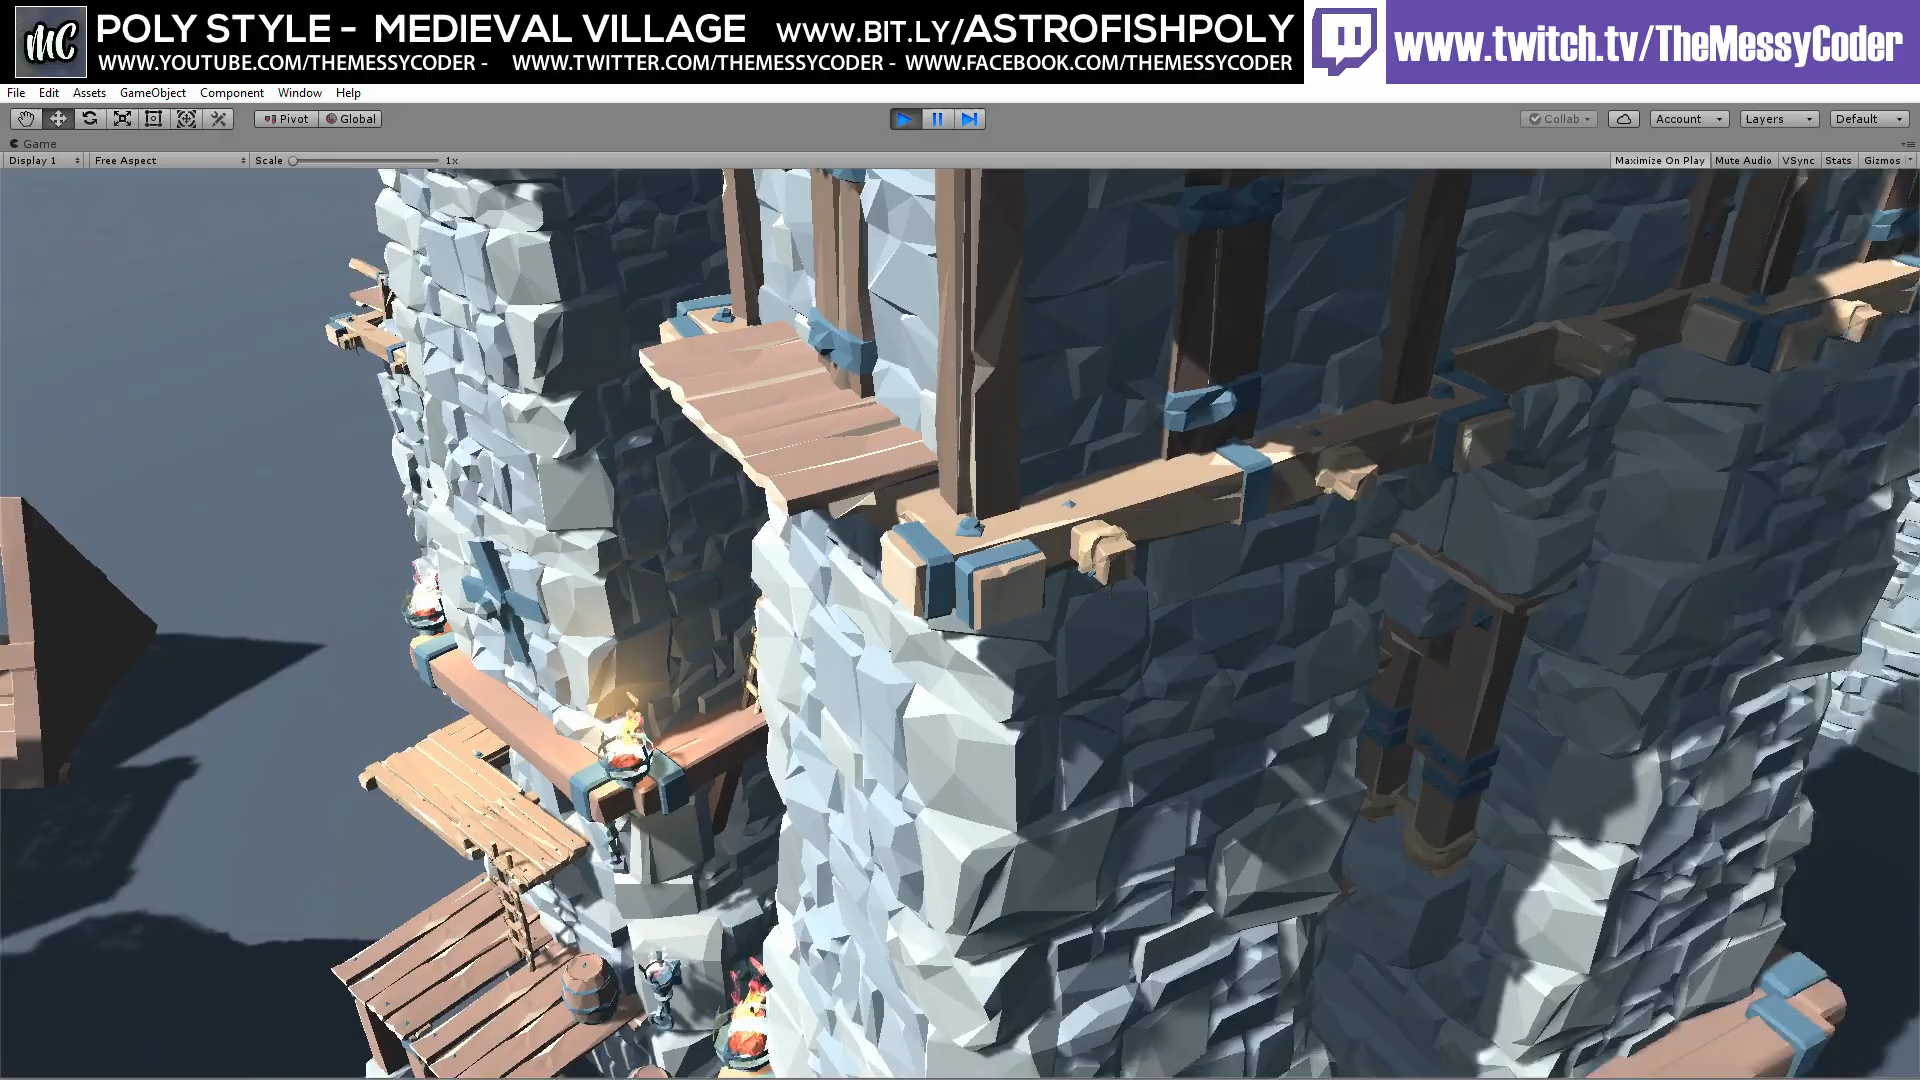 MC
POLY STYLE - MEDIEVAL VILLAGE WWW.BIT.LY/ASTROFISHPOLY
WWW.YOUTUBE.COM/THEMESSYCODER - WWW.TWITTER.COM/THEMESSYCODER - WWW.FACEBOOK.COM/THEMESSYCODER
www.twitch.tv/TheMessyCoder
File Edit Assets GameObject Component Window Help
Pivot Global Collab Account Layers Default
Game
Display 1 Free Aspect Scale 1x Maximize On Play Mute Audio VSync Stats Gizmos